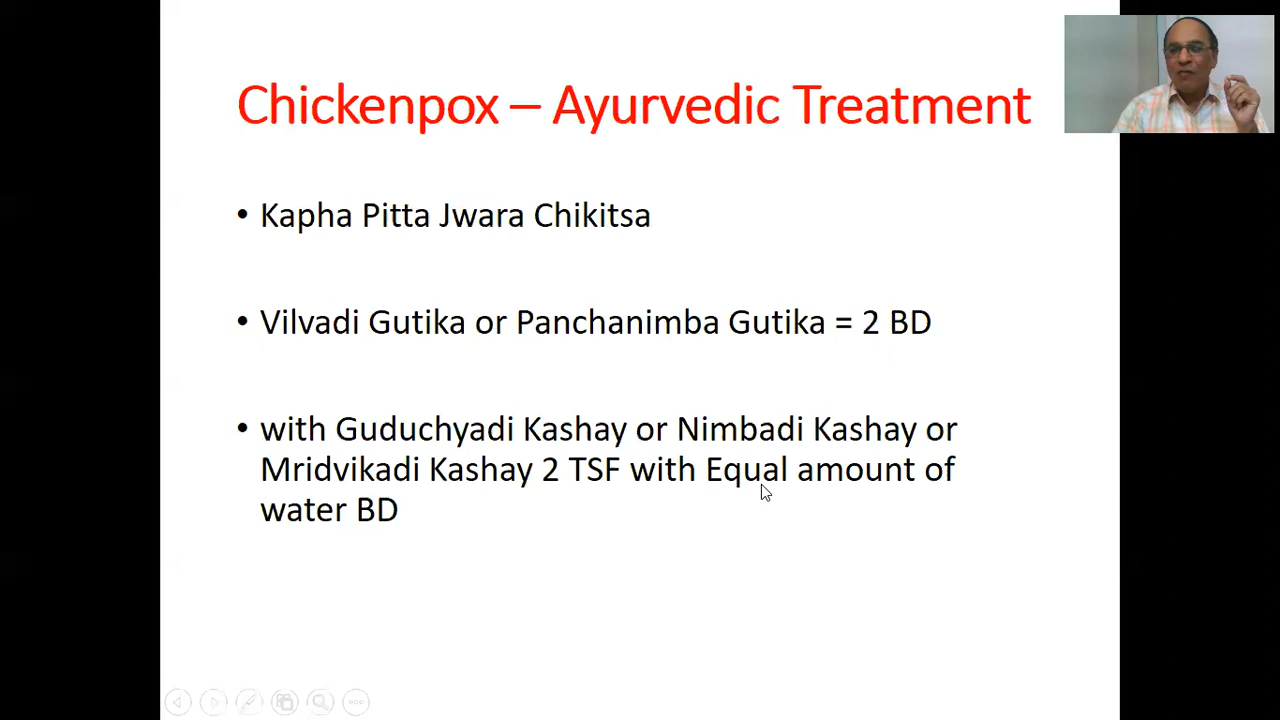 Chickenpox – Ayurvedic Treatment
• Kapha Pitta Jwara Chikitsa
• Vilvadi Gutika or Panchanimba Gutika = 2 BD
• with Guduchyadi Kashay or Nimbadi Kashay or
Mridvikadi Kashay 2 TSF with Equal amount of
water BD